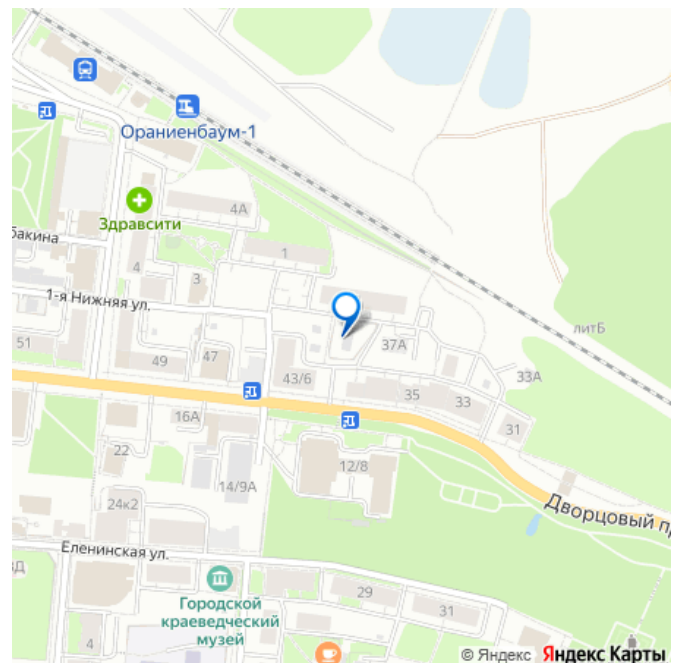 Ораниенбаум-1
4А
Здравсити
бакина
1
4
3
1-я Нижняя ул.
литБ
51
37А
49
47
43/6
33А
35
33
16А
31
22
12/8
14/9А
24к2
Дворцовый пр
Еленинская ул.
зД
29
Городской
краеведческий
музей
31
4
© Яндекс Яндекс Карты